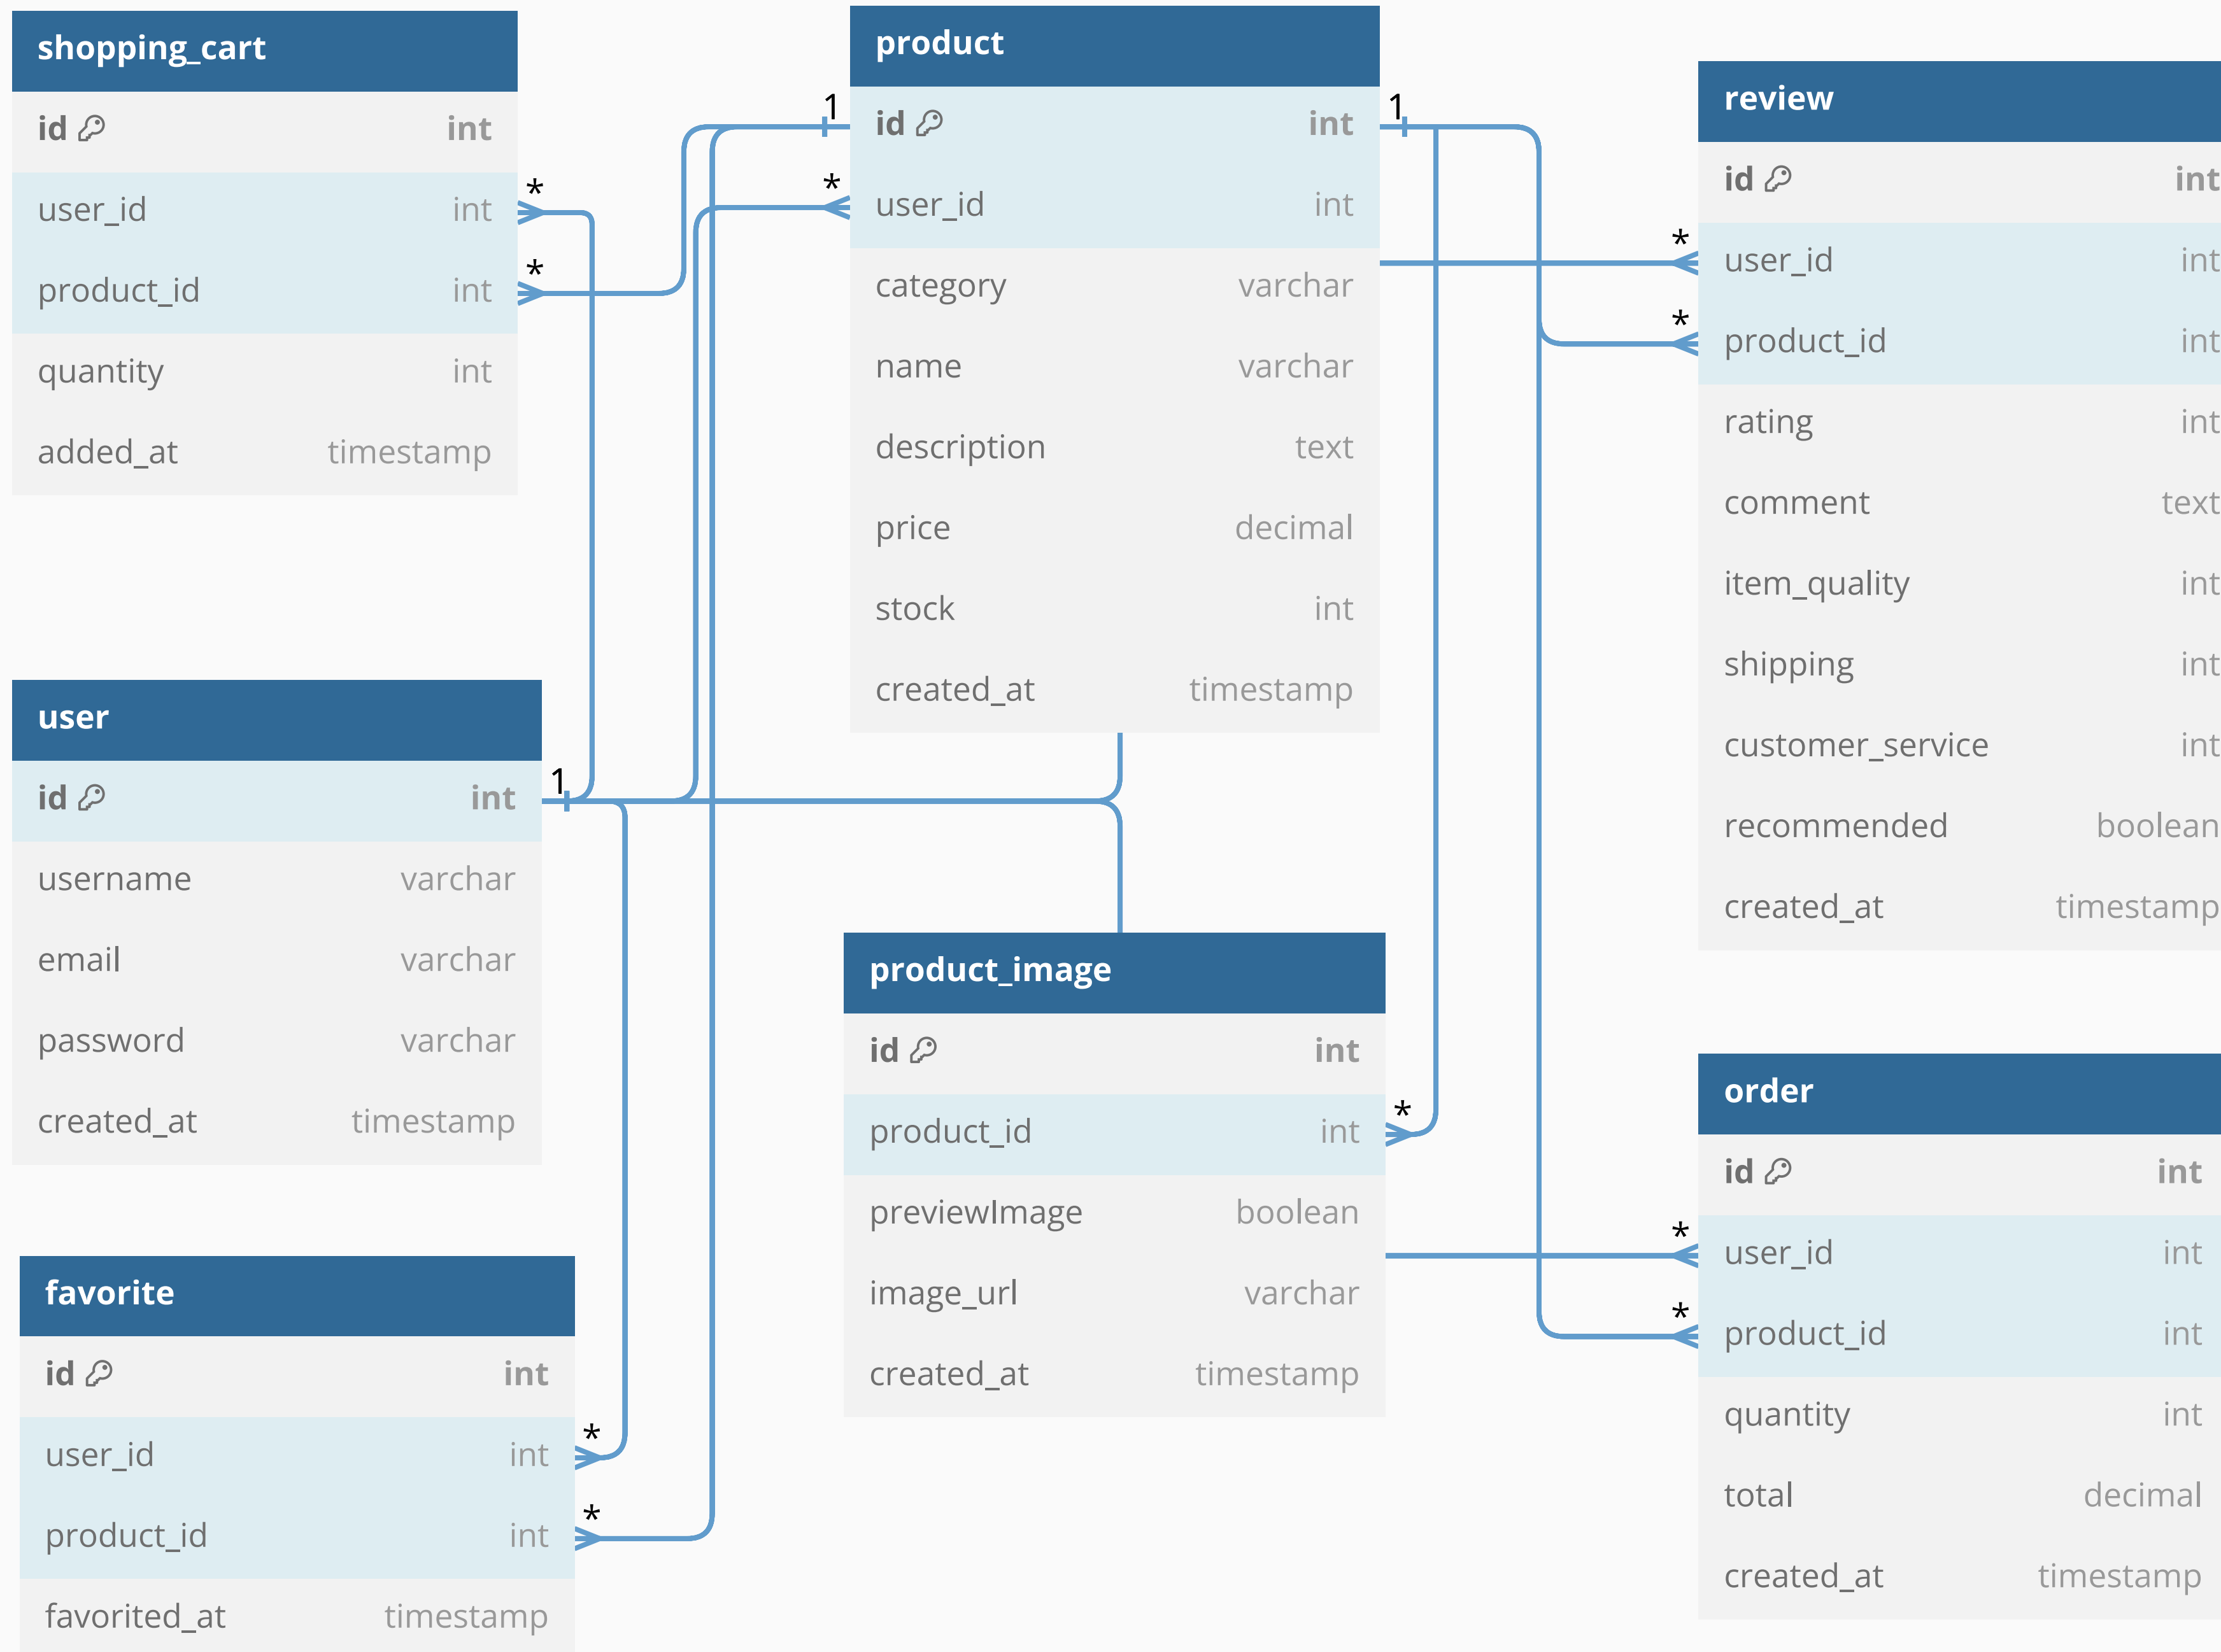 shopping_cart
id int
* user_id int
* product_id int
quantity int
added_at timestamp
1 product 1
id int
* user_id int
category varchar
name varchar
description text
price decimal
stock int
created_at timestamp
review
id int
* user_id int
* product_id int
rating int
comment text
item_quality int
shipping int
customer_service int
recommended boolean
created_at timestamp
user
id int 1
username varchar
email varchar
password varchar
created_at timestamp
product_image
id int
product_id int *
previewImage boolean
image_url varchar
created_at timestamp
order
id int
* user_id int
* product_id int
quantity int
total decimal
created_at timestamp
favorite
id int
user_id int *
product_id int *
favorited_at timestamp